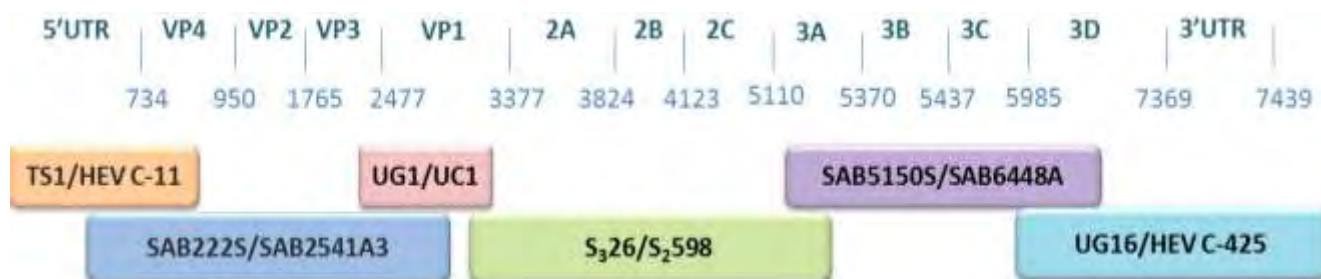 5'UTR VP4 VP2 VP3 VP1 2A 2B 2C 3A 3B 3C 3D 3'UTR
734 950 1765 2477 3377 3824 4123 5110 5370 5437 5985 7369 7439
TS1/HEV C-11 UG1/UC1 SAB5150S/SAB6448A
SAB222S/SAB2541A3 S₃26/S₂598 UG16/HEV C-425